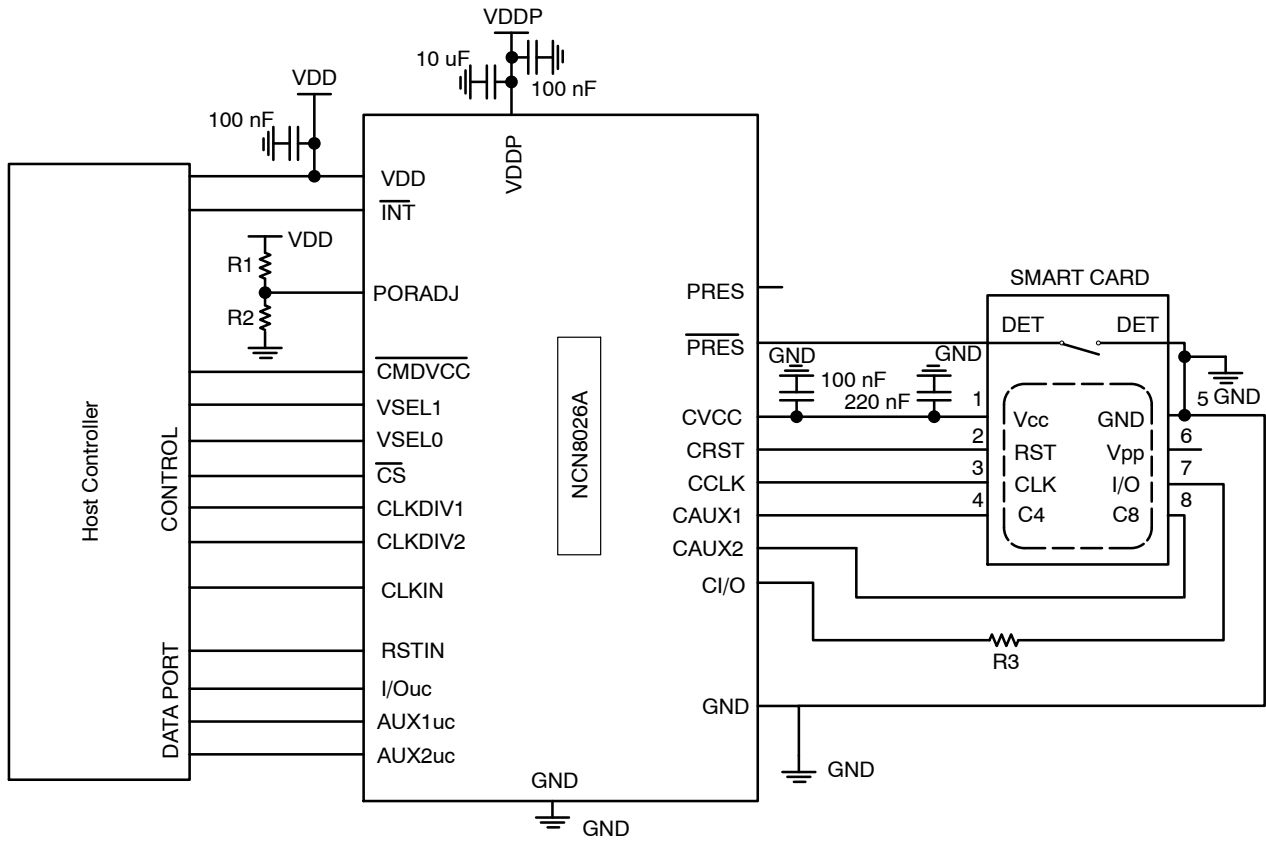 VDDP
10 uF
100 nF
VDD
100 nF
VDDP
VDD
INT
VDD
R1
PORADJ
R2
CMDVCC
VSEL1
VSEL0
CS
CLKDIV1
CLKDIV2
CLKIN
RSTIN
I/Ouc
AUX1uc
AUX2uc
Host Controller
CONTROL
DATA PORT
NCN8026A
PRES
PRES
CVCC
CRST
CCLK
CAUX1
CAUX2
CI/O
GND
GND
GND
GND
GND
100 nF
GND
220 nF
SMART CARD
DET DET
1 Vcc GND 5 GND
2 RST Vpp 6
3 CLK I/O 7
4 C4 C8 8
R3